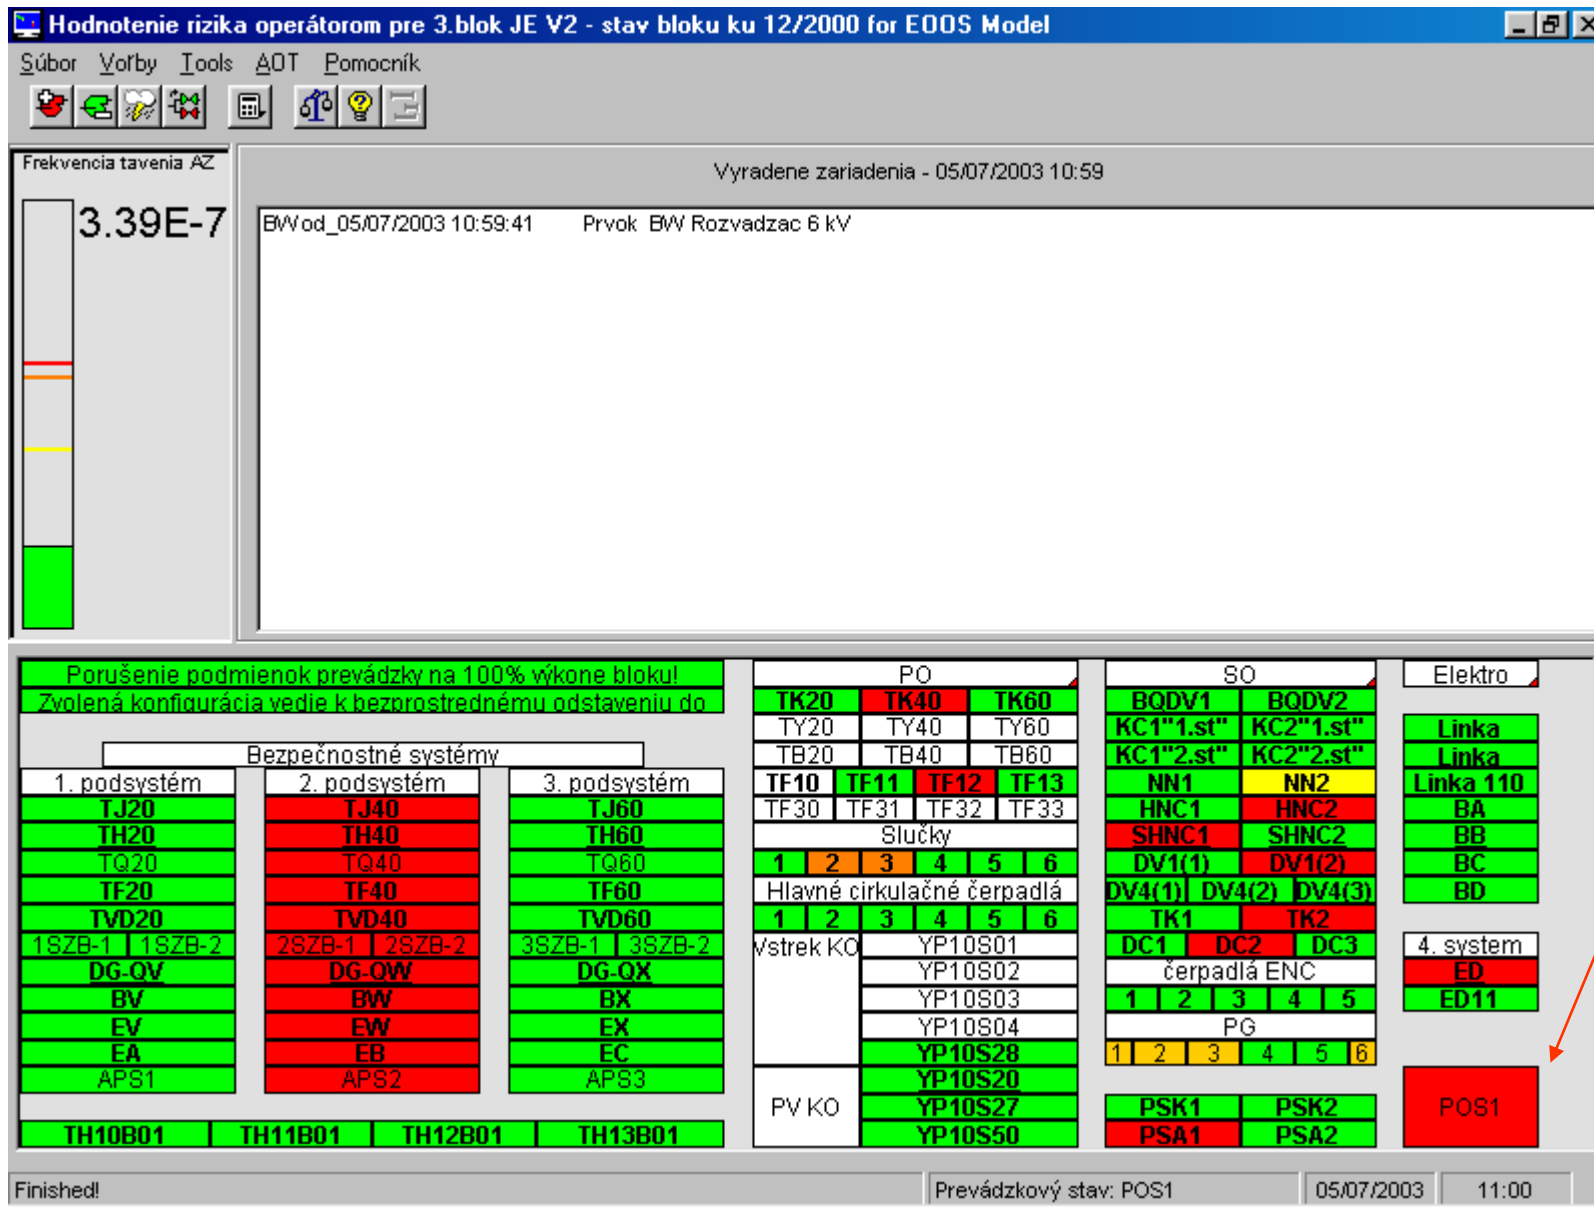 Hodnotenie rizika operátorom pre 3.blok JE V2 - stav bloku ku 12/2000 for EOOS Model
Súbor Voľby Tools AOT Pomocník
Frekvencia tavenia AZ
3.39E-7
Vyradene zariadenia - 05/07/2003 10:59
BWod_05/07/2003 10:59:41 Prvok BW Rozvadzac 6 kV
Porušenie podmienok prevádzky na 100% výkone bloku!
Zvolená konfigurácia vedie k bezprostrednému odstaveniu do
Bezpečnostné systémy
1. podsystém 2. podsystém 3. podsystém
TJ20 TJ40 TJ60
TH20 TH40 TH60
TQ20 TQ40 TQ60
TF20 TF40 TF60
TVD20 TVD40 TVD60
1SZB-1 1SZB-2 2SZB-1 2SZB-2 3SZB-1 3SZB-2
DG-QV DG-QW DG-QX
BV BW BX
EV EW EX
EA EB EC
APS1 APS2 APS3
TH10B01 TH11B01 TH12B01 TH13B01
PO
TK20 TK40 TK60
TY20 TY40 TY60
TB20 TB40 TB60
TF10 TF11 TF12 TF13
TF30 TF31 TF32 TF33
Slučky
1 2 3 4 5 6
Hlavné cirkulačné čerpadlá
1 2 3 4 5 6
Vstrek KO YP10S01
YP10S02
YP10S03
YP10S04
YP10S28
YP10S20
PV KO YP10S27
YP10S50
SO
BQDV1 BQDV2
KC1"1.st" KC2"1.st"
KC1"2.st" KC2"2.st"
NN1 NN2
HNC1 HNC2
SHNC1 SHNC2
DV1(1) DV1(2)
DV4(1) DV4(2) DV4(3)
TK1 TK2
DC1 DC2 DC3
čerpadlá ENC
1 2 3 4 5
PG
1 2 3 4 5 6
PSK1 PSK2
PSA1 PSA2
Elektro
Linka
Linka
Linka 110
BA
BB
BC
BD
4. system
ED
ED11
POS1
Finished! Prevádzkový stav: POS1 05/07/2003 11:00